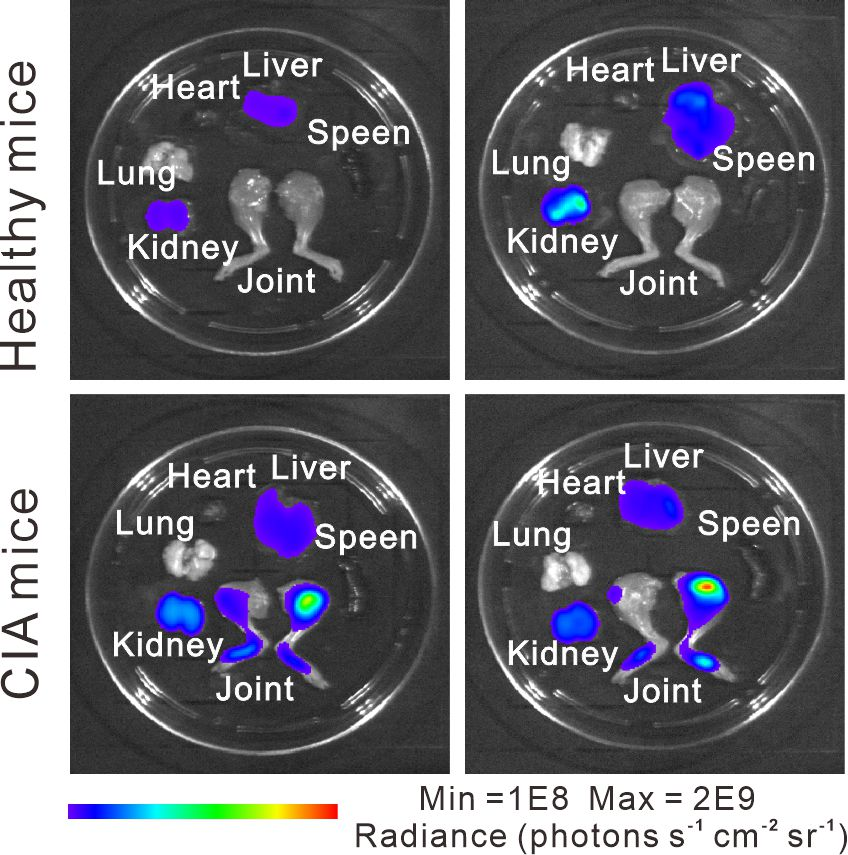 Healthy mice
Heart Liver
Speen
Lung
Kidney
Joint
Heart Liver
Lung
Speen
Kidney
Joint
CIA mice
Heart Liver
Lung
Speen
Kidney
Joint
Liver
Heart
Lung
Speen
Kidney
Joint
Min =1E8 Max = 2E9
Radiance (photons s⁻¹ cm⁻² sr⁻¹)